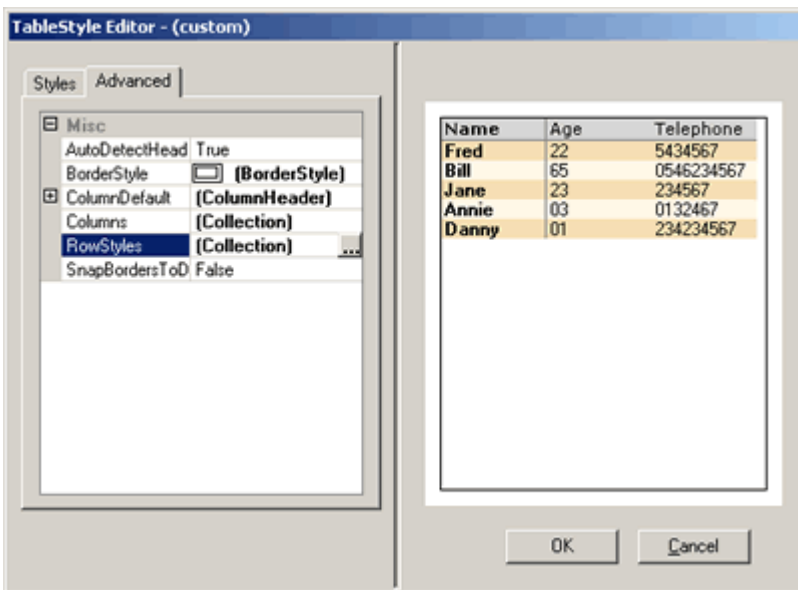 TableStyle Editor - (custom)
Styles Advanced
Misc
AutoDetectHead True
BorderStyle (BorderStyle)
ColumnDefault (ColumnHeader)
Columns (Collection)
RowStyles (Collection) ...
SnapBordersToD False
Name Age Telephone
Fred 22 5434567
Bill 65 0546234567
Jane 23 234567
Annie 03 0132467
Danny 01 234234567
OK Cancel